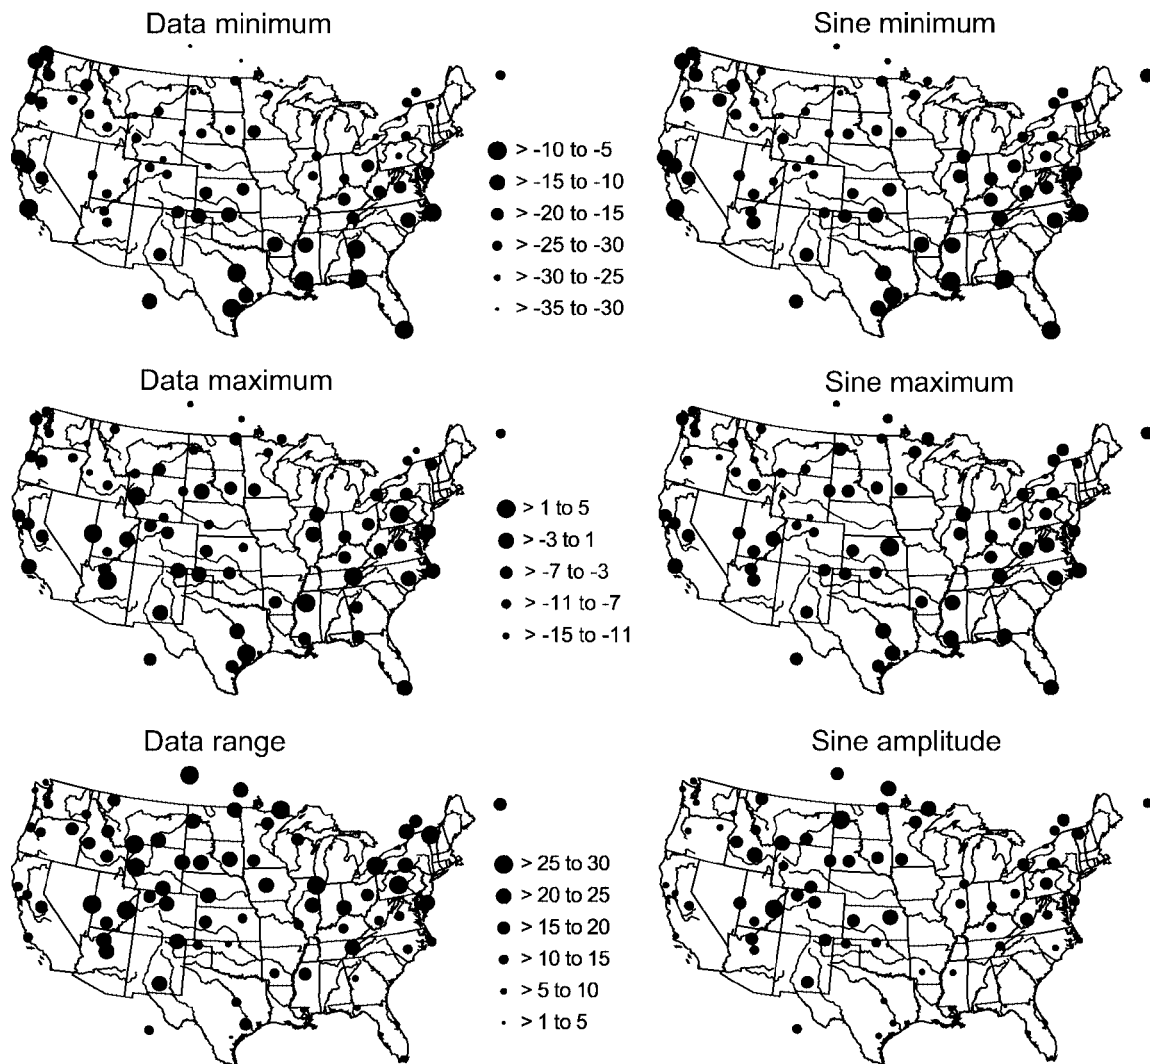 Data minimum
Sine minimum
> -10 to -5
> -15 to -10
> -20 to -15
> -25 to -30
> -30 to -25
> -35 to -30
Data maximum
Sine maximum
> 1 to 5
> -3 to 1
> -7 to -3
> -11 to -7
> -15 to -11
Data range
Sine amplitude
> 25 to 30
> 20 to 25
> 15 to 20
> 10 to 15
> 5 to 10
> 1 to 5